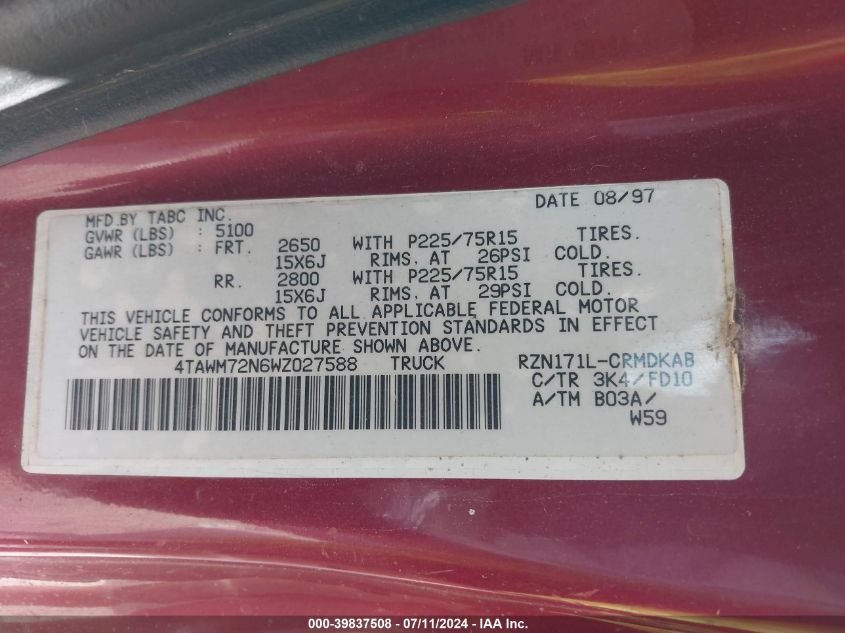 DATE 08/97
MFD.BY TABC INC.
GVWR (LBS) : 5100
GAWR (LBS) : FRT. 2650 WITH P225/75R15 TIRES.
15X6J RIMS, AT 26PSI COLD.
RR. 2800 WITH P225/75R15 TIRES.
15X6J RIMS, AT 29PSI COLD.
THIS VEHICLE CONFORMS TO ALL APPLICABLE FEDERAL MOTOR
VEHICLE SAFETY AND THEFT PREVENTION STANDARDS IN EFFECT
ON THE DATE OF MANUFACTURE SHOWN ABOVE.
4TAWM72N6WZ027588 TRUCK RZN171L-CRMDKAB
C/TR 3K4/FD10
A/TM B03A/
W59
000-39837508 / 07/11/2024 - IAA Inc.